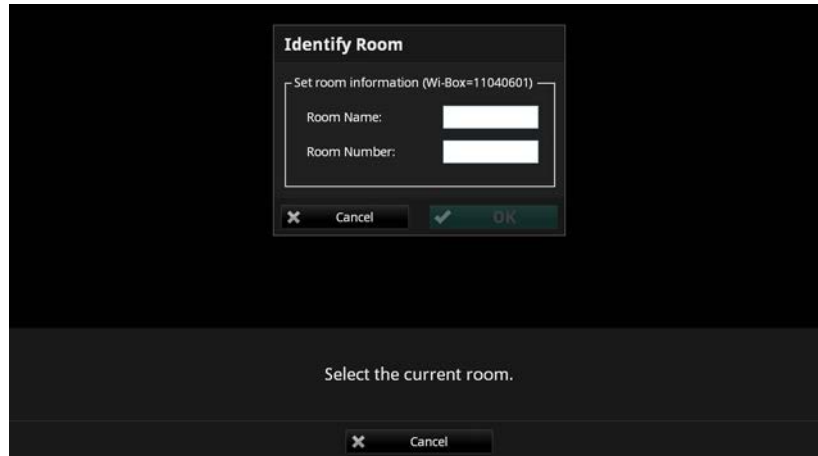 Identify Room
Set room information (Wi-Box=11040601)
Room Name:
Room Number:
Cancel
OK
Select the current room.
Cancel